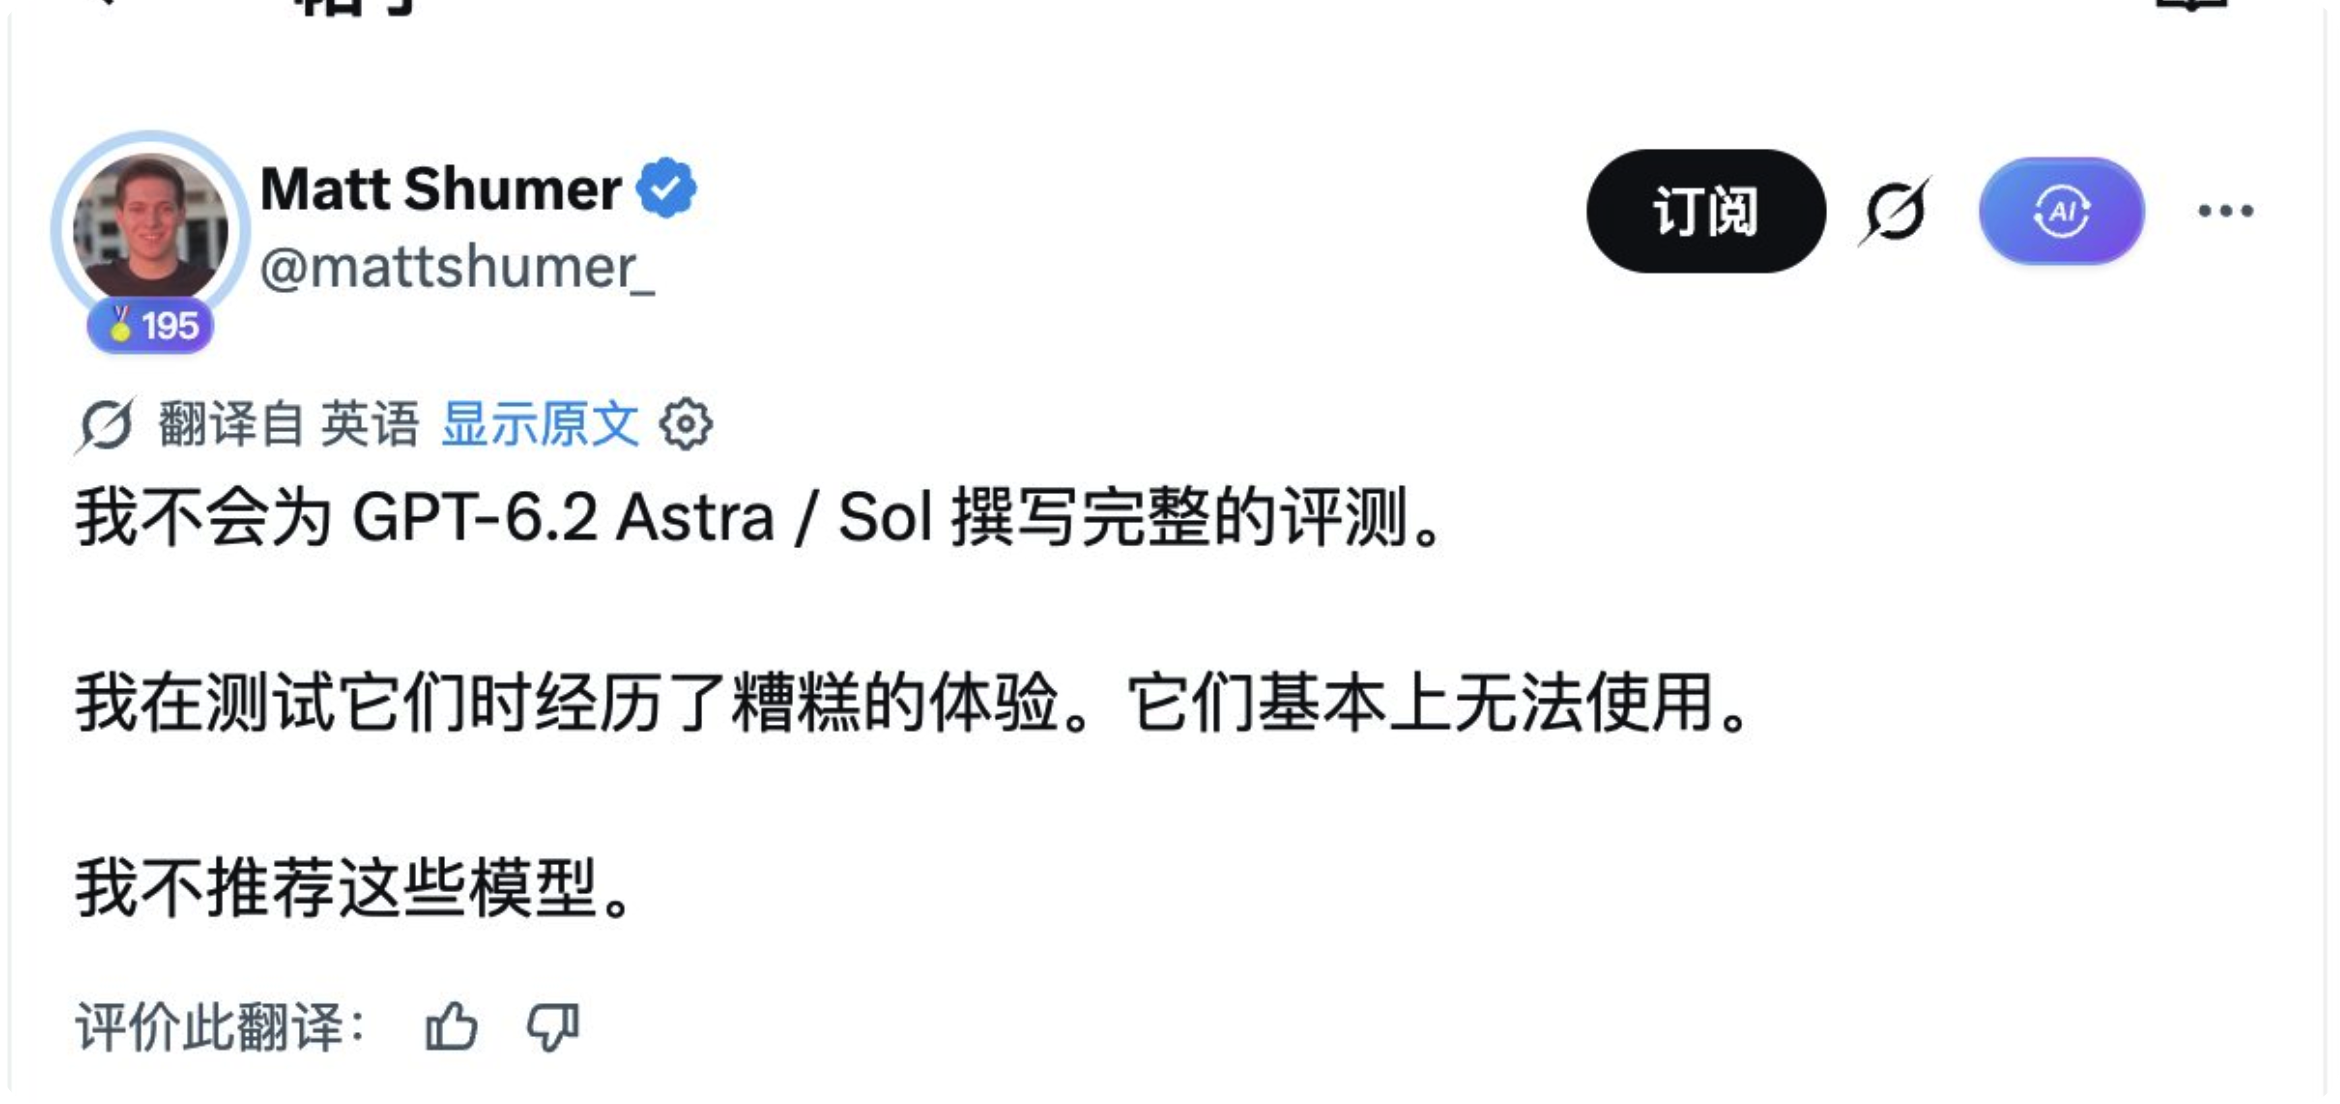 Matt Shumer
@mattshumer_
订阅
AI
195
翻译自 英语 显示原文
我不会为 GPT-6.2 Astra / Sol 撰写完整的评测。
我在测试它们时经历了糟糕的体验。它们基本上无法使用。
我不推荐这些模型。
评价此翻译：